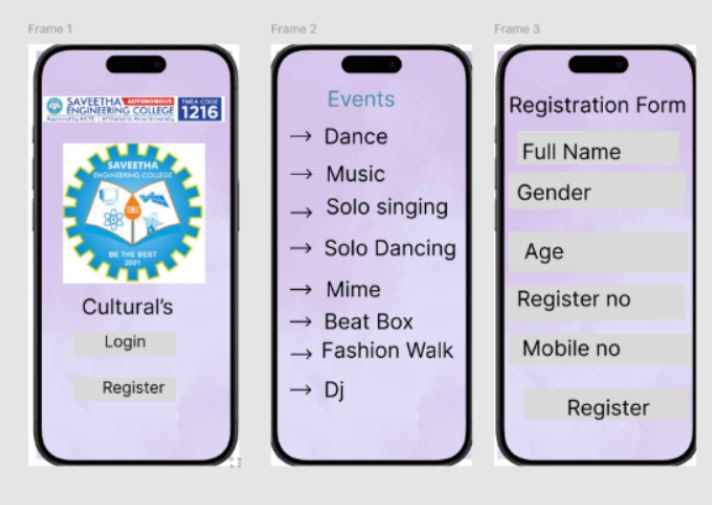 Frame 1
SAVEETHA AUTONOMOUS
ENGINEERING COLLEGE
Approved by AICTE | Affiliated to Anna University
TNEA CODE
1216
SAVEETHA
ENGINEERING COLLEGE
BE THE BEST
2001
Cultural's
Login
Register
Frame 2
Events
→ Dance
→ Music
→ Solo singing
→ Solo Dancing
→ Mime
→ Beat Box
→ Fashion Walk
→ Dj
Frame 3
Registration Form
Full Name
Gender
Age
Register no
Mobile no
Register